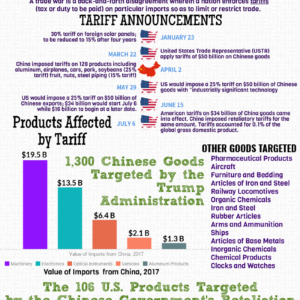 A trade war is a back-and-forth disagreement wherein a nation enforces tariffs
(tax or duty to be paid) on particular imports so as to limit or restrict trade.
TARIFF ANNOUNCEMENTS
30% tariff on foreign solar panels;
to be reduced to 15% after four years
JANUARY 23
MARCH 22
United States Trade Representative (USTR)
apply tariffs of $50 billion on Chinese goods
China imposed tariffs on 128 products including
aluminum, airplanes, cars, pork, soybeans (25%
tariff) fruit, nuts, steel piping (15% tariff)
APRIL 2
MAY 29
US would impose a 25% tariff on $50 billion of Chinese
goods with "industrially significant technology
US would impose a 25% tariff on $50 billion of
Chinese exports; $34 billion would start July 6
while $16 billion to begin at a later date.
JUNE 15
JULY 6
American tariffs on $34 billion of Chinese goods came
into effect. China imposed retaliatory tariffs for the
same amount. Tariffs accounted for 0.1% of the
global gross domestic product.
Products Affected
by Tariff
$19.5 B
$13.5 B
$6.4 B
$2.1 B
$1.3 B
1,300 Chinese Goods
Targeted by the
Trump
Administration
Value of Imports from China, 2017
Machinery
Electronics
Optical Instruments
Vehicles
Aluminum Products
Value of Imports from China, 2017
OTHER GOODS TARGETED
Pharmaceutical Products
Aircraft
Furniture and Bedding
Articles of Iron and Steel
Railway Locomotives
Organic Chemicals
Iron and Steel
Rubber Articles
Arms and Ammunition
Ships
Articles of Base Metals
Inorganic Chemicals
Chemical Products
Clocks and Watches
The 106 U.S. Products Targeted
by the Chinese Government's Retaliation